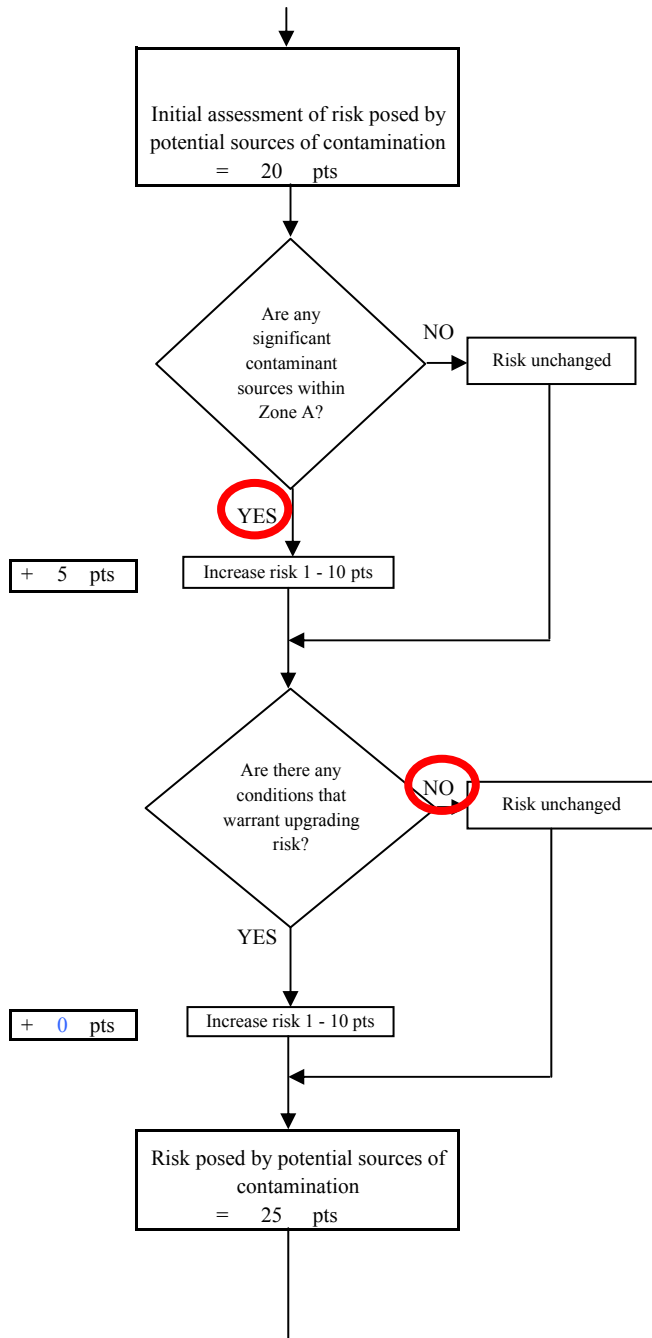 Initial assessment of risk posed by
potential sources of contamination
= 20 pts
Are any
significant
contaminant
sources within
Zone A?
NO
Risk unchanged
YES
+ 5 pts
Increase risk 1 - 10 pts
Are there any
conditions that
warrant upgrading
risk?
NO
Risk unchanged
YES
+ 0 pts
Increase risk 1 - 10 pts
Risk posed by potential sources of
contamination
= 25 pts